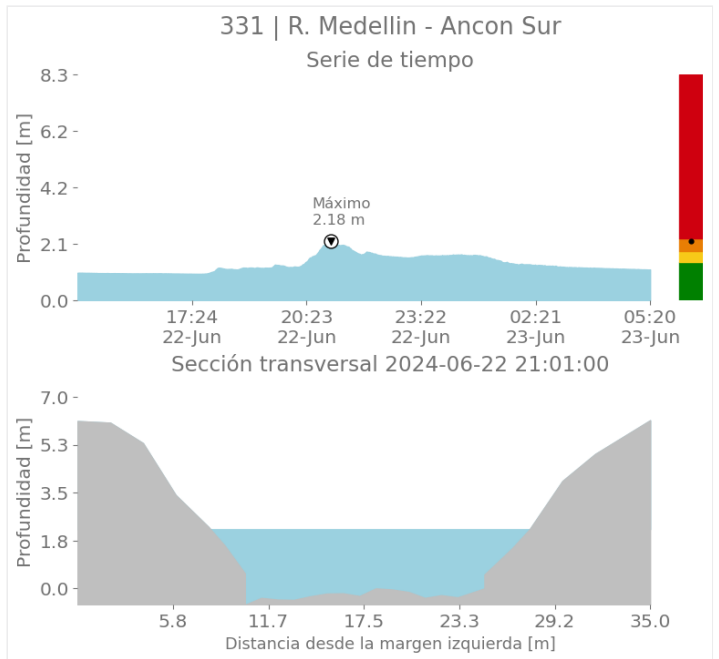 331 | R. Medellin - Ancon Sur
Serie de tiempo
Profundidad [m]
8.3
6.2
4.2
2.1
0.0
Máximo
2.18 m
17:24 20:23 23:22 02:21 05:20
22-Jun 22-Jun 22-Jun 23-Jun 23-Jun
Sección transversal 2024-06-22 21:01:00
Profundidad [m]
7.0
5.3
3.5
1.8
0.0
5.8 11.7 17.5 23.3 29.2 35.0
Distancia desde la margen izquierda [m]